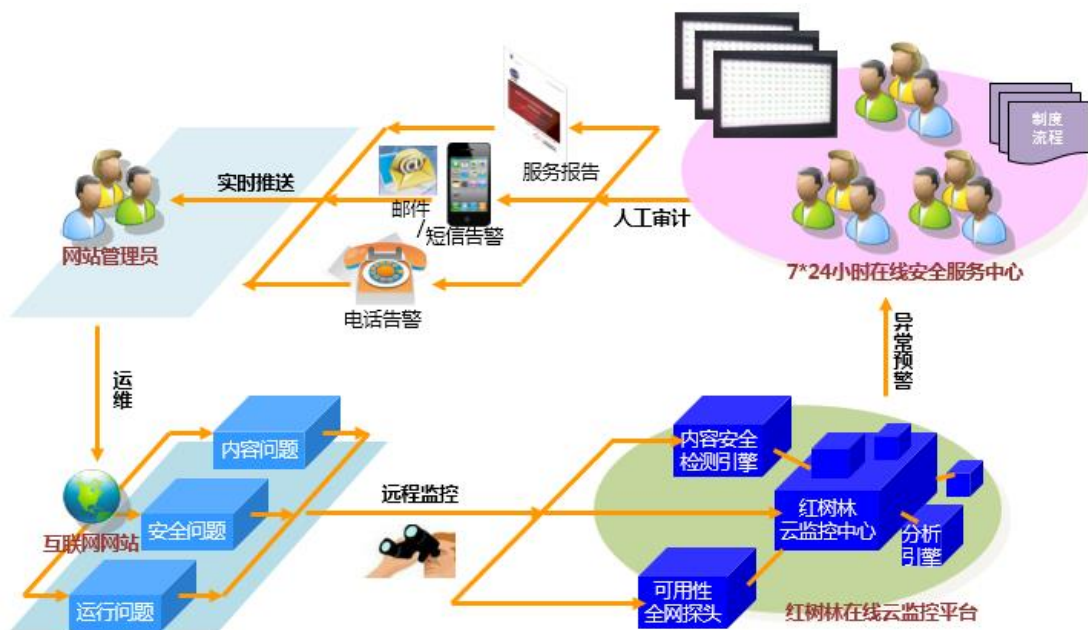 制度
流程
服务报告
实时推送
邮件
/短信告警
人工审计
网站管理员
7*24小时在线安全服务中心
电话告警
异常预警
运维
内容问题
内容安全
检测引擎
远程监控
安全问题
红树林
云监控中心
分析
引擎
互联网网站
运行问题
可用性
全网探头
红树林在线云监控平台